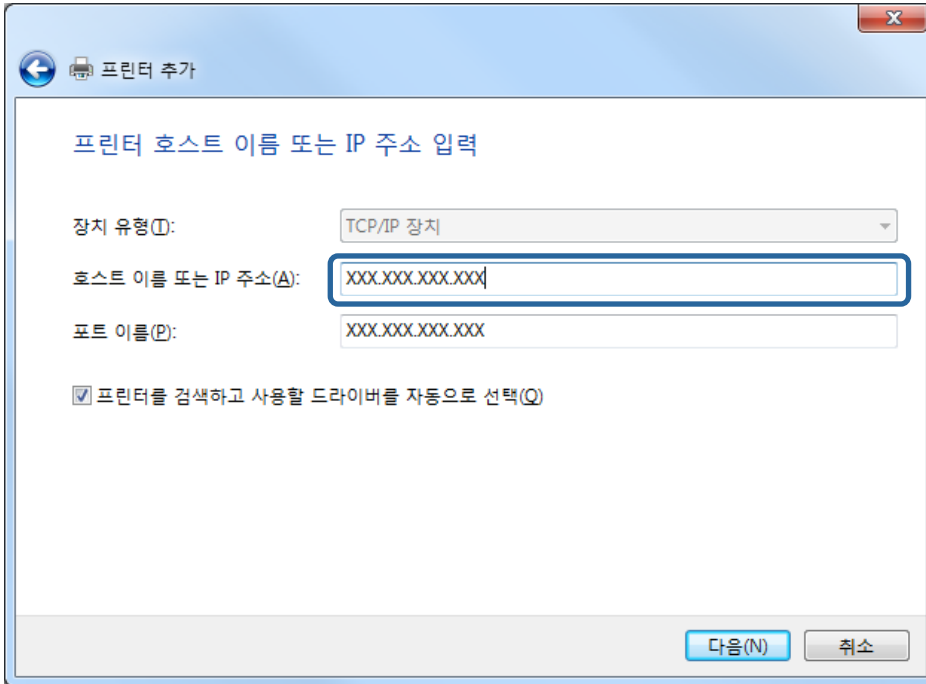 프린터 추가
프린터 호스트 이름 또는 IP 주소 입력
장치 유형(T): TCP/IP 장치
호스트 이름 또는 IP 주소(A): XXX.XXX.XXX.XXX
포트 이름(P): XXX.XXX.XXX.XXX
프린터를 검색하고 사용할 드라이버를 자동으로 선택(Q)
다음(N) 취소